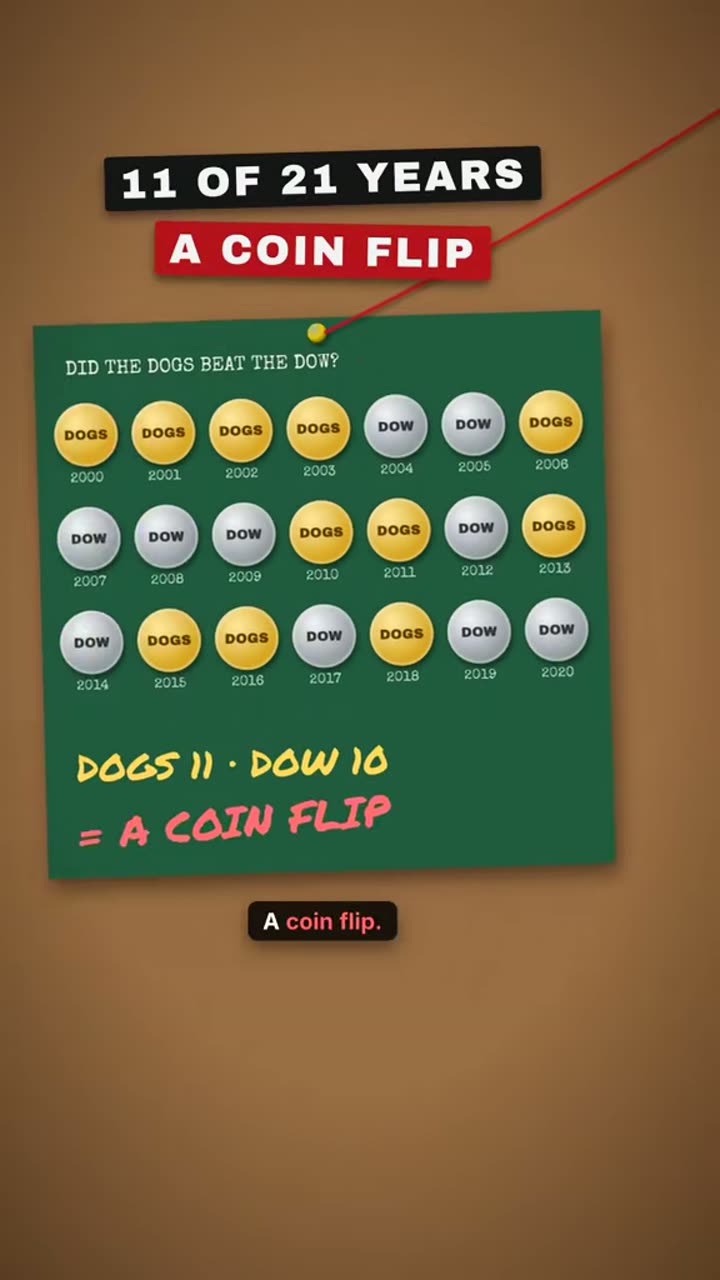 11 OF 21 YEARS
A COIN FLIP
DID THE DOGS BEAT THE DOW?
DOGS DOGS DOGS DOGS DOW DOW DOGS
2000 2001 2002 2003 2004 2005 2006
DOW DOW DOW DOGS DOGS DOW DOGS
2007 2008 2009 2010 2011 2012 2013
DOW DOGS DOGS DOW DOGS DOW DOW
2014 2015 2016 2017 2018 2019 2020
DOGS 11 · DOW 10
= A COIN FLIP
A coin flip.